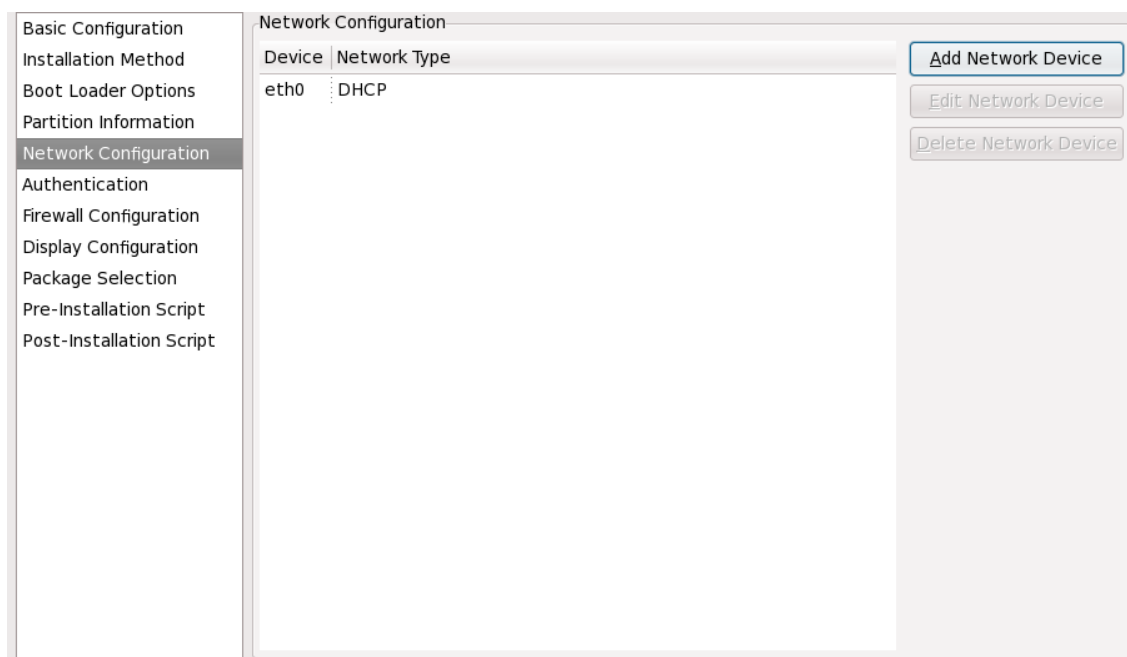 Basic Configuration
Installation Method
Boot Loader Options
Partition Information
Network Configuration
Authentication
Firewall Configuration
Display Configuration
Package Selection
Pre-Installation Script
Post-Installation Script
Network Configuration
Device Network Type
eth0 DHCP
Add Network Device
Edit Network Device
Delete Network Device